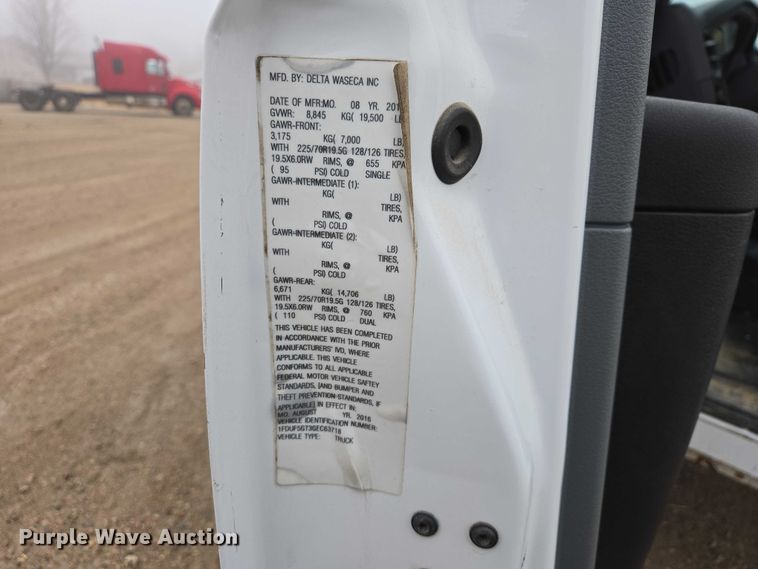 MFD. BY: DELTA WASECA INC
DATE OF MFR:MO. 08 YR. 201
GVWR: 8,845 KG( 19,500 LB
GAWR-FRONT:
3,175 KG( 7,000 LB)
WITH 225/70R19.5G 128/126 TIRES,
19.5X6.0RW RIMS, @ 655 KPA
( 95 PSI) COLD SINGLE
GAWR-INTERMEDIATE (1):
KG( LB)
WITH TIRES,
RIMS, @ KPA
( PSI) COLD
GAWR-INTERMEDIATE (2):
KG( LB)
WITH TIRES,
RIMS, @ KPA
( PSI) COLD
GAWR-REAR:
6,671 KG( 14,706 LB)
WITH 225/70R19.5G 128/126 TIRES,
19.5X6.0RW RIMS, @ 760 KPA
( 110 PSI) COLD DUAL
THIS VEHICLE HAS BEEN COMPLETED
IN ACCORDANCE WITH THE PRIOR
MANUFACTURERS' IVD, WHERE
APPLICABLE. THIS VEHICLE
CONFORMS TO ALL APPLICABLE
FEDERAL MOTOR VEHICLE SAFTEY
STANDARDS, [AND BUMPER AND
THEFT PREVENTION STANDARDS, IF
APPLICABLE] IN EFFECT IN:
MO. AUGUST YR. 2016
VEHICLE IDENTIFICATION NUMBER:
1FDUF5GT3GEC63718
VEHICLE TYPE: TRUCK
Purple Wave Auction